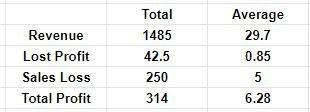 Total Average
Revenue 1485 29.7
Lost Profit 42.5 0.85
Sales Loss 250 5
Total Profit 314 6.28